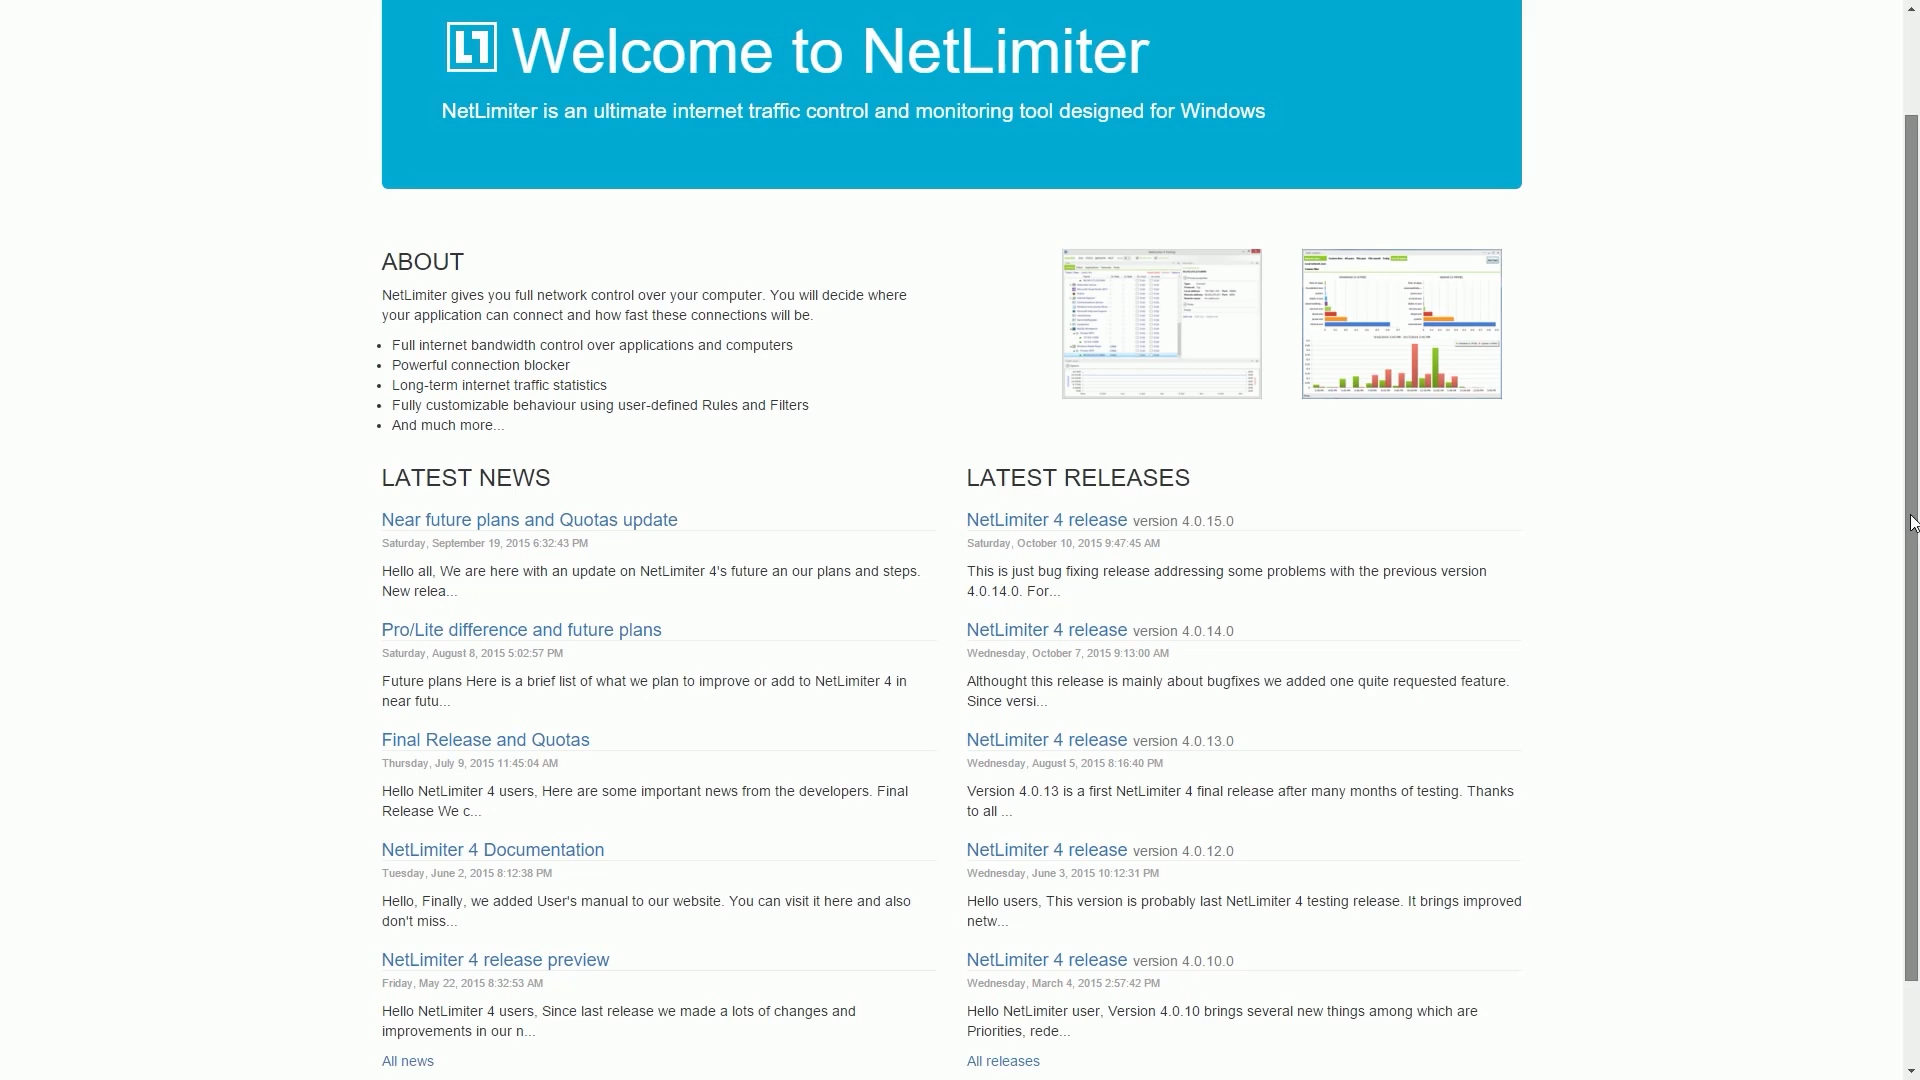 Welcome to NetLimiter
NetLimiter is an ultimate internet traffic control and monitoring tool designed for Windows
ABOUT
NetLimiter gives you full network control over your computer. You will decide where
your application can connect and how fast these connections will be.
Full internet bandwidth control over applications and computers
Powerful connection blocker
Long-term internet traffic statistics
Fully customizable behaviour using user-defined Rules and Filters
And much more...
LATEST NEWS
Near future plans and Quotas update
Saturday, September 19, 2015 6:32:43 PM
Hello all, We are here with an update on NetLimiter 4's future an our plans and steps.
New relea...
Pro/Lite difference and future plans
Saturday, August 8, 2015 5:02:57 PM
Future plans Here is a brief list of what we plan to improve or add to NetLimiter 4 in
near futu...
Final Release and Quotas
Thursday, July 9, 2015 11:45:04 AM
Hello NetLimiter 4 users, Here are some important news from the developers. Final
Release We c...
NetLimiter 4 Documentation
Tuesday, June 2, 2015 8:12:38 PM
Hello, Finally, we added User's manual to our website. You can visit it here and also
don't miss...
NetLimiter 4 release preview
Friday, May 22, 2015 8:32:53 AM
Hello NetLimiter 4 users, Since last release we made a lots of changes and
improvements in our n...
All news
LATEST RELEASES
NetLimiter 4 release version 4.0.15.0
Saturday, October 10, 2015 9:47:45 AM
This is just bug fixing release addressing some problems with the previous version
4.0.14.0. For...
NetLimiter 4 release version 4.0.14.0
Wednesday, October 7, 2015 9:13:00 AM
Althought this release is mainly about bugfixes we added one quite requested feature.
Since versi...
NetLimiter 4 release version 4.0.13.0
Wednesday, August 5, 2015 8:16:40 PM
Version 4.0.13 is a first NetLimiter 4 final release after many months of testing. Thanks
to all ...
NetLimiter 4 release version 4.0.12.0
Wednesday, June 3, 2015 10:12:31 PM
Hello users, This version is probably last NetLimiter 4 testing release. It brings improved
netw...
NetLimiter 4 release version 4.0.10.0
Wednesday, March 4, 2015 2:57:42 PM
Hello NetLimiter user, Version 4.0.10 brings several new things among which are
Priorities, rede...
All releases